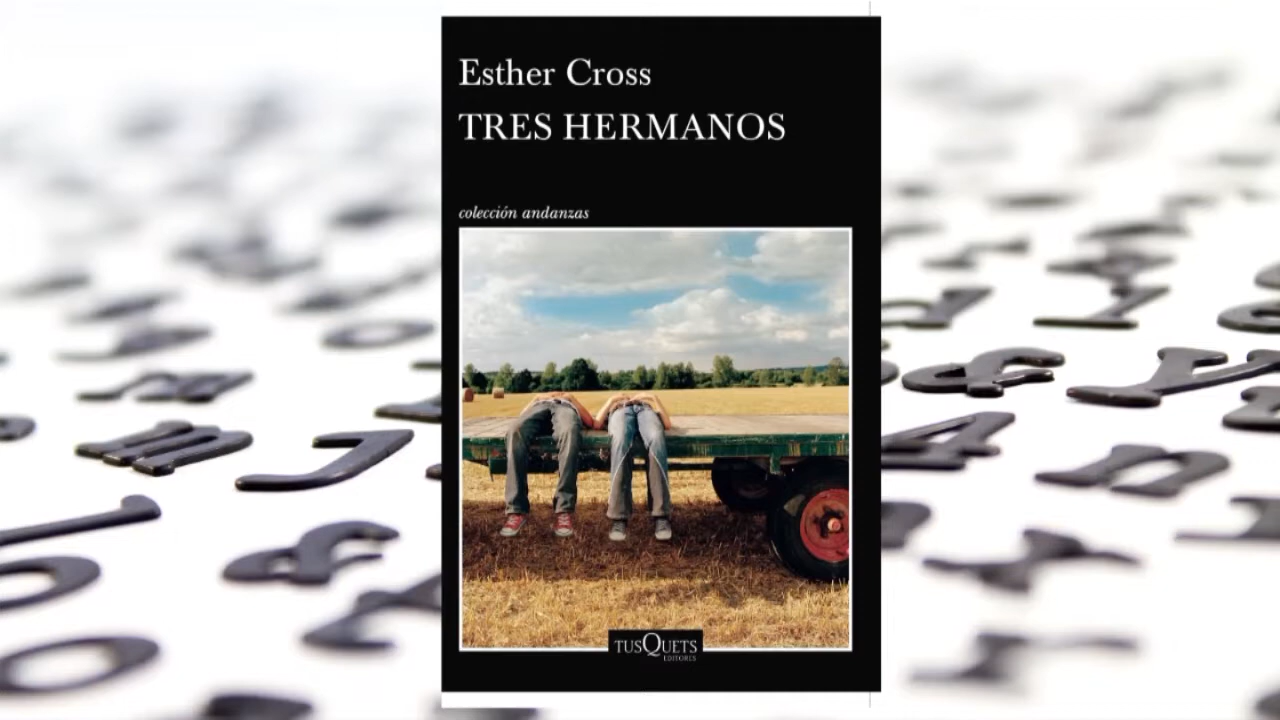 Esther Cross
TRES HERMANOS
colección andanzas
TUSQUETS
EDITORES